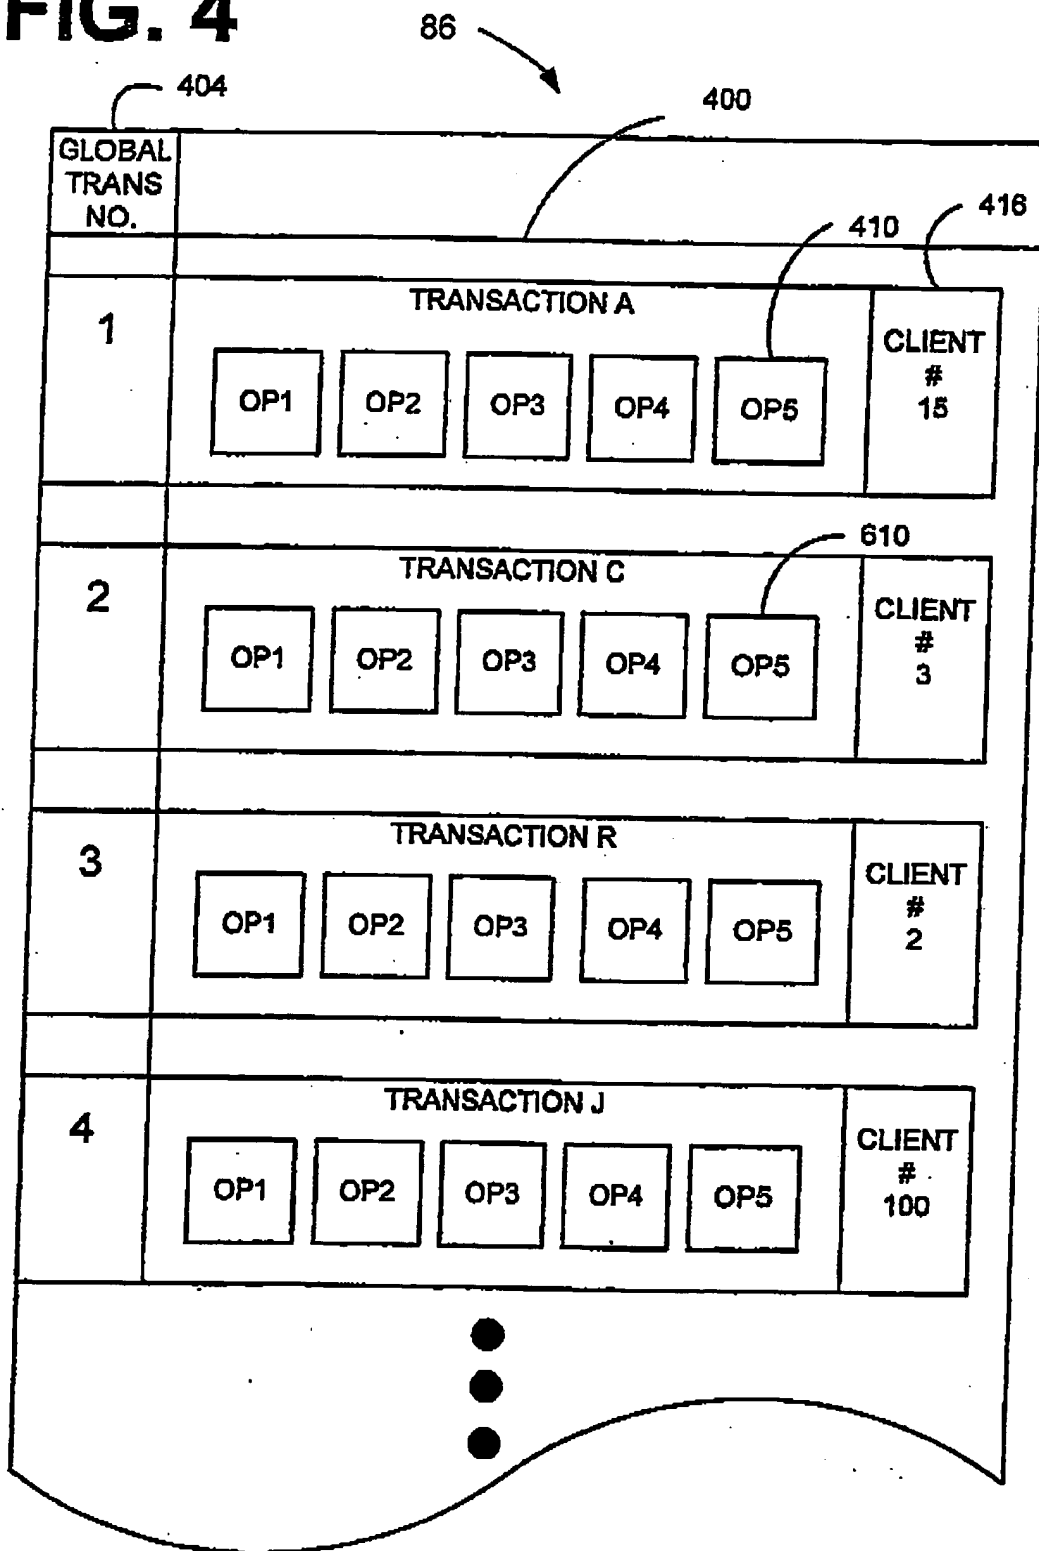 FIG. 4
86
404
400
GLOBAL
TRANS
NO.
410
416
1
TRANSACTION A
OP1 OP2 OP3 OP4 OP5
CLIENT
#
15
610
2
TRANSACTION C
OP1 OP2 OP3 OP4 OP5
CLIENT
#
3
3
TRANSACTION R
OP1 OP2 OP3 OP4 OP5
CLIENT
#
2
4
TRANSACTION J
OP1 OP2 OP3 OP4 OP5
CLIENT
#
100